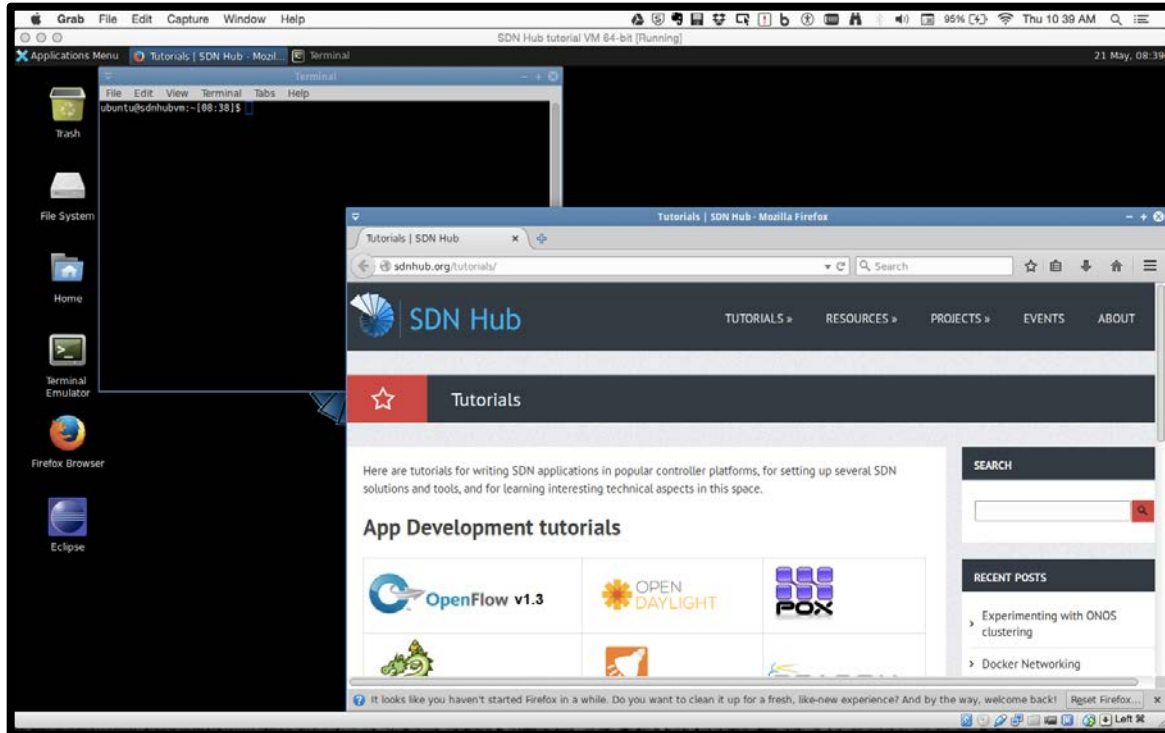 Grab File Edit Capture Window Help 95% Thu 10 39 AM
SDN Hub tutorial VM 64-bit [Running]
Applications Menu Tutorials | SDN Hub - Mozil... Terminal 21 May, 08:39
Terminal
File Edit View Terminal Tabs Help
ubuntu@sdnhubvm:~[08:38]$
Trash
File System
Home
Terminal
Emulator
Firefox Browser
Eclipse
Tutorials | SDN Hub - Mozilla Firefox
Tutorials | SDN Hub
sdnhub.org/tutorials/ Search
SDN Hub TUTORIALS » RESOURCES » PROJECTS » EVENTS ABOUT
Tutorials
Here are tutorials for writing SDN applications in popular controller platforms, for setting up several SDN
solutions and tools, and for learning interesting technical aspects in this space.
App Development tutorials
OpenFlow v1.3
OPEN
DAYLIGHT
POX
SEARCH
RECENT POSTS
Experimenting with ONOS
clustering
Docker Networking
It looks like you haven't started Firefox in a while. Do you want to clean it up for a fresh, like-new experience? And by the way, welcome back! Reset Firefox...
Left ⌘